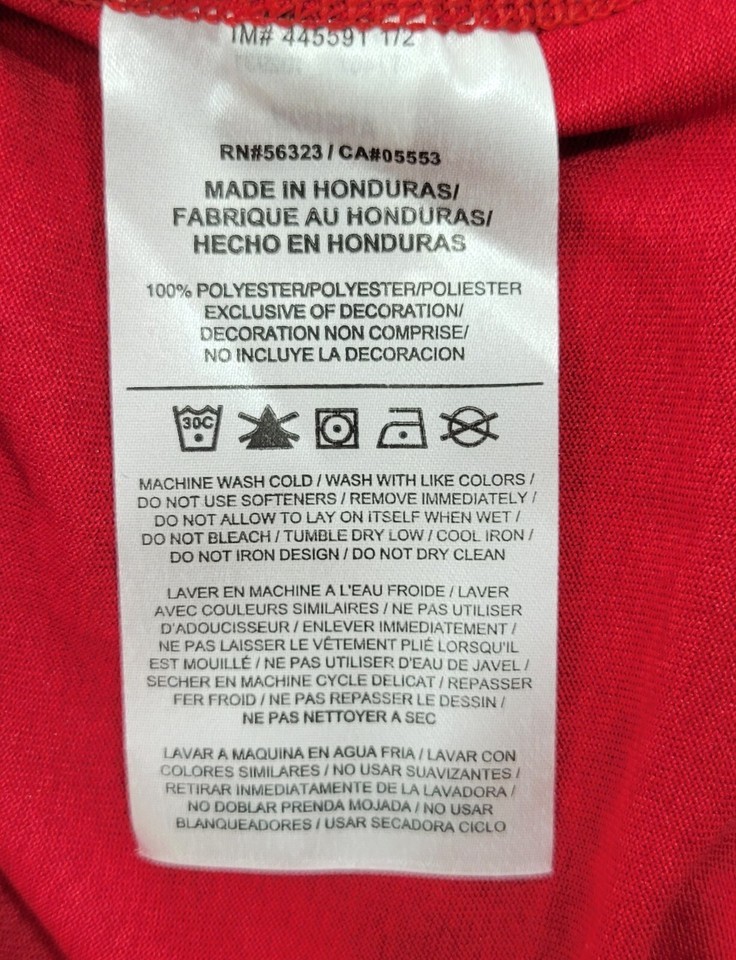 IM# 445591 1/2
RN#56323 / CA#05553
MADE IN HONDURAS/
FABRIQUE AU HONDURAS/
HECHO EN HONDURAS
100% POLYESTER/POLYESTER/POLIESTER
EXCLUSIVE OF DECORATION/
DECORATION NON COMPRISE/
NO INCLUYE LA DECORACION
30C
MACHINE WASH COLD / WASH WITH LIKE COLORS /
DO NOT USE SOFTENERS / REMOVE IMMEDIATELY /
DO NOT ALLOW TO LAY ON ITSELF WHEN WET /
DO NOT BLEACH / TUMBLE DRY LOW / COOL IRON /
DO NOT IRON DESIGN / DO NOT DRY CLEAN
LAVER EN MACHINE A L'EAU FROIDE / LAVER
AVEC COULEURS SIMILAIRES / NE PAS UTILISER
D'ADOUCISSEUR / ENLEVER IMMEDIATEMENT /
NE PAS LAISSER LE VÊTEMENT PLIÉ LORSQU'IL
EST MOUILLÉ / NE PAS UTILISER D'EAU DE JAVEL /
SECHER EN MACHINE CYCLE DELICAT / REPASSER
FER FROID / NE PAS REPASSER LE DESSIN /
NE PAS NETTOYER A SEC
LAVAR A MAQUINA EN AGUA FRIA / LAVAR CON
COLORES SIMILARES / NO USAR SUAVIZANTES /
RETIRAR INMEDIATAMENTE DE LA LAVADORA /
NO DOBLAR PRENDA MOJADA / NO USAR
BLANQUEADORES / USAR SECADORA CICLO